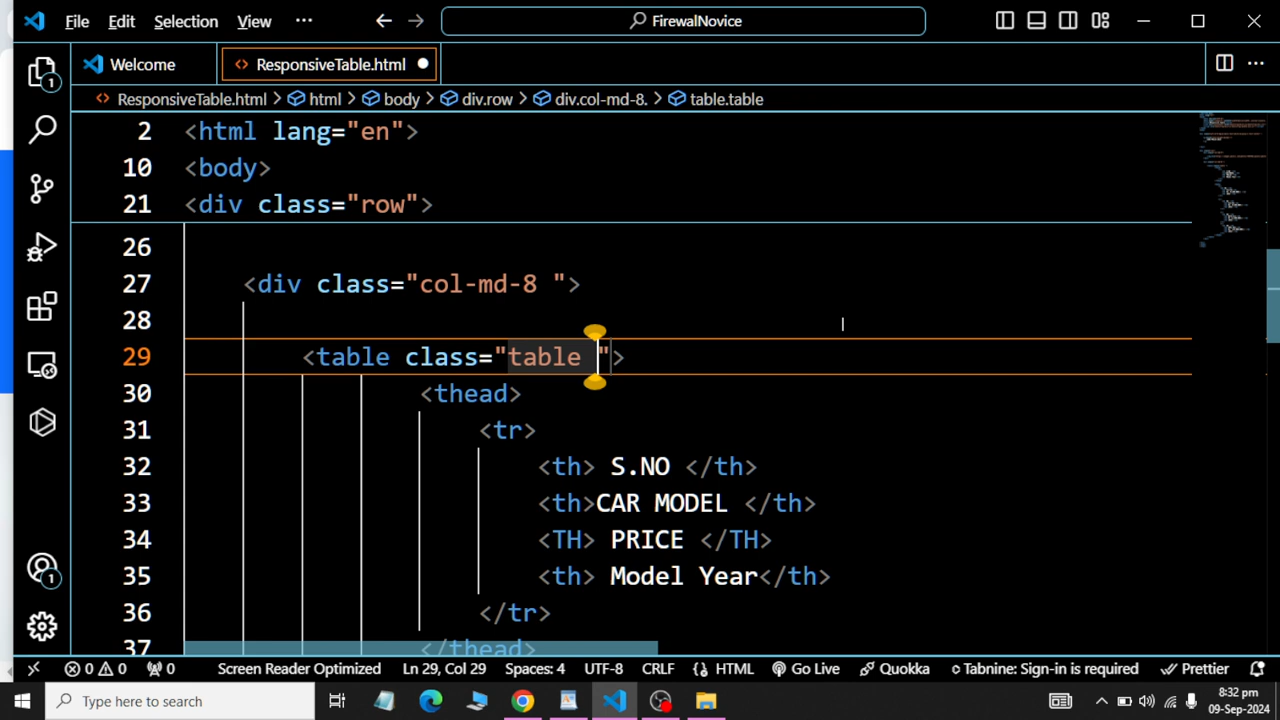 File Edit Selection View ··· FirewalNovice
Welcome ResponsiveTable.html
ResponsiveTable.html > html > body > div.row > div.col-md-8. > table.table
2 <html lang="en">
10 <body>
21 <div class="row">
26
27 <div class="col-md-8 ">
28
29 <table class="table ">
30 <thead>
31 <tr>
32 <th> S.NO </th>
33 <th>CAR MODEL </th>
34 <TH> PRICE </TH>
35 <th> Model Year</th>
36 </tr>
37 </thead>
1
1
0 0 0 Screen Reader Optimized Ln 29, Col 29 Spaces: 4 UTF-8 CRLF HTML Go Live Quokka Tabnine: Sign-in is required Prettier
Type here to search
8:32 pm
09-Sep-2024